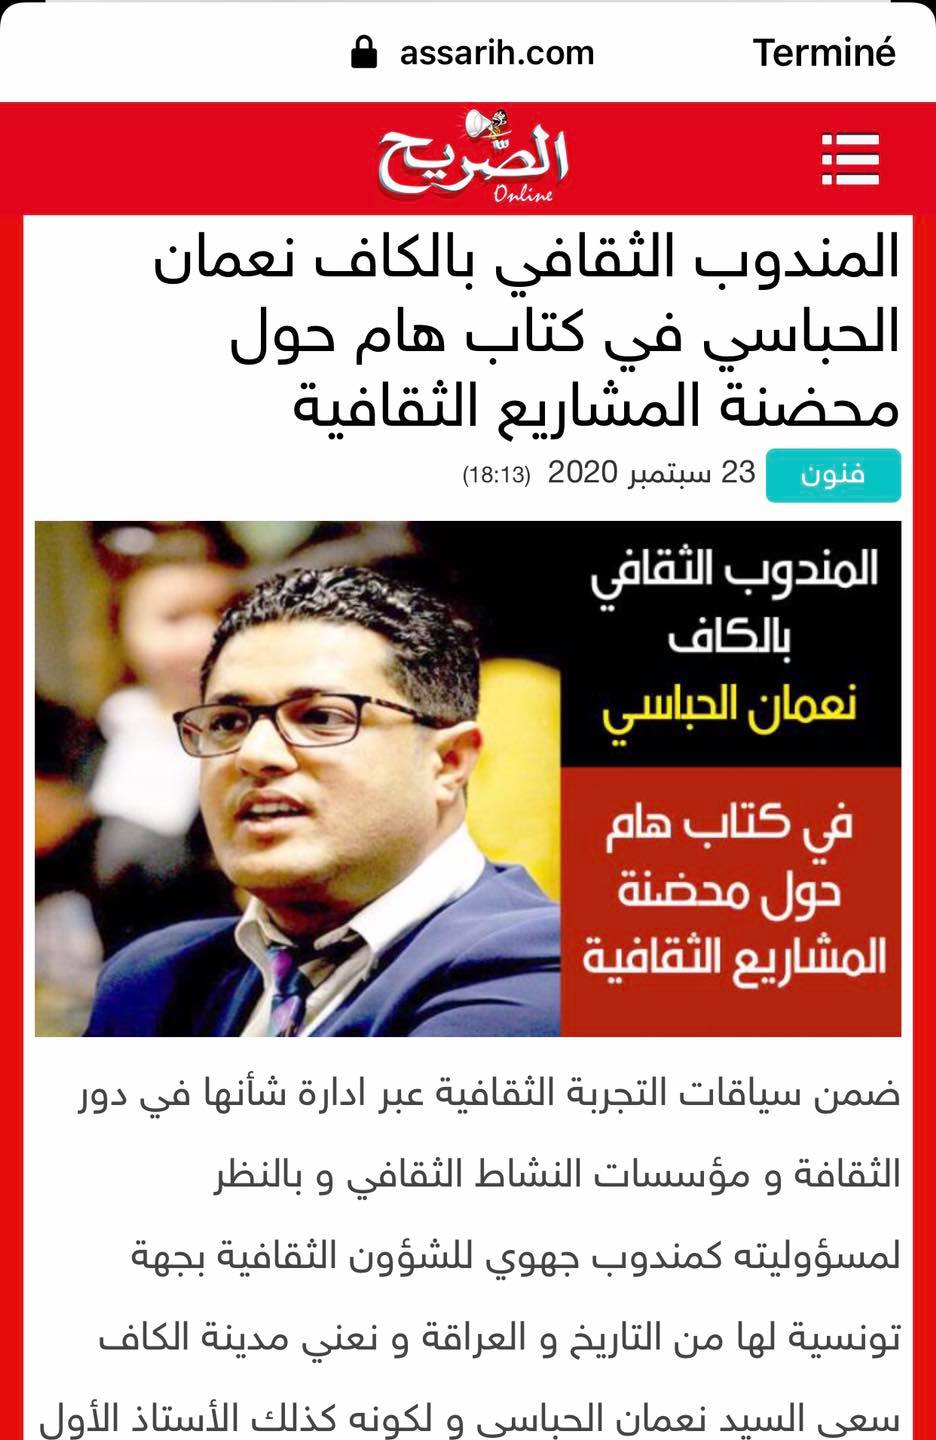 assarih.com
Terminé
الصريح
Online
المندوب الثقافي بالكاف نعمان
الحباسي في كتاب هام حول
محضنة المشاريع الثقافية
فنون 23 سبتمبر 2020 (18:13)
المندوب الثقافي
بالكاف
نعمان الحباسي
في كتاب هام
حول محضنة
المشاريع الثقافية
ضمن سياقات التجربة الثقافية عبر ادارة شأنها في دور
الثقافة و مؤسسات النشاط الثقافي و بالنظر
لمسؤوليته كمندوب جهوي للشؤون الثقافية بجهة
تونسية لها من التاريخ و العراقة و نعني مدينة الكاف
سعى السيد نعمان الحباسي و لكونه كذلك الأستاذ الأول